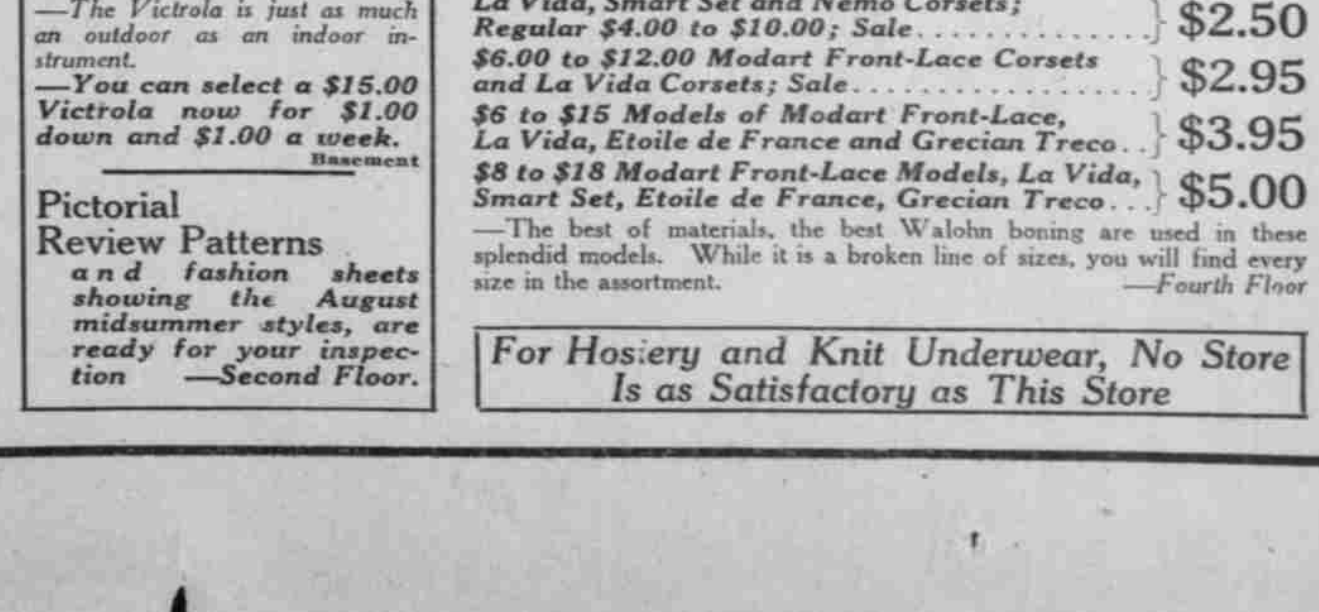 —The Victrola is just as much
an outdoor as an indoor in-
strument.
—You can select a $15.00
Victrola now for $1.00
down and $1.00 a week.
Basement
Pictorial
Review Patterns
and fashion sheets
showing the August
midsummer styles, are
ready for your inspec-
tion —Second Floor.
La Vida, Smart Set and Nemo Corsets;
Regular $4.00 to $10.00; Sale.............. $2.50
$6.00 to $12.00 Modart Front-Lace Corsets
and La Vida Corsets; Sale.................. $2.95
$6 to $15 Models of Modart Front-Lace,
La Vida, Etoile de France and Grecian Treco.. $3.95
$8 to $18 Modart Front-Lace Models, La Vida,
Smart Set, Etoile de France, Grecian Treco... $5.00
—The best of materials, the best Walohn boning are used in these
splendid models. While it is a broken line of sizes, you will find every
size in the assortment. —Fourth Floor
For Hosiery and Knit Underwear, No Store
Is as Satisfactory as This Store